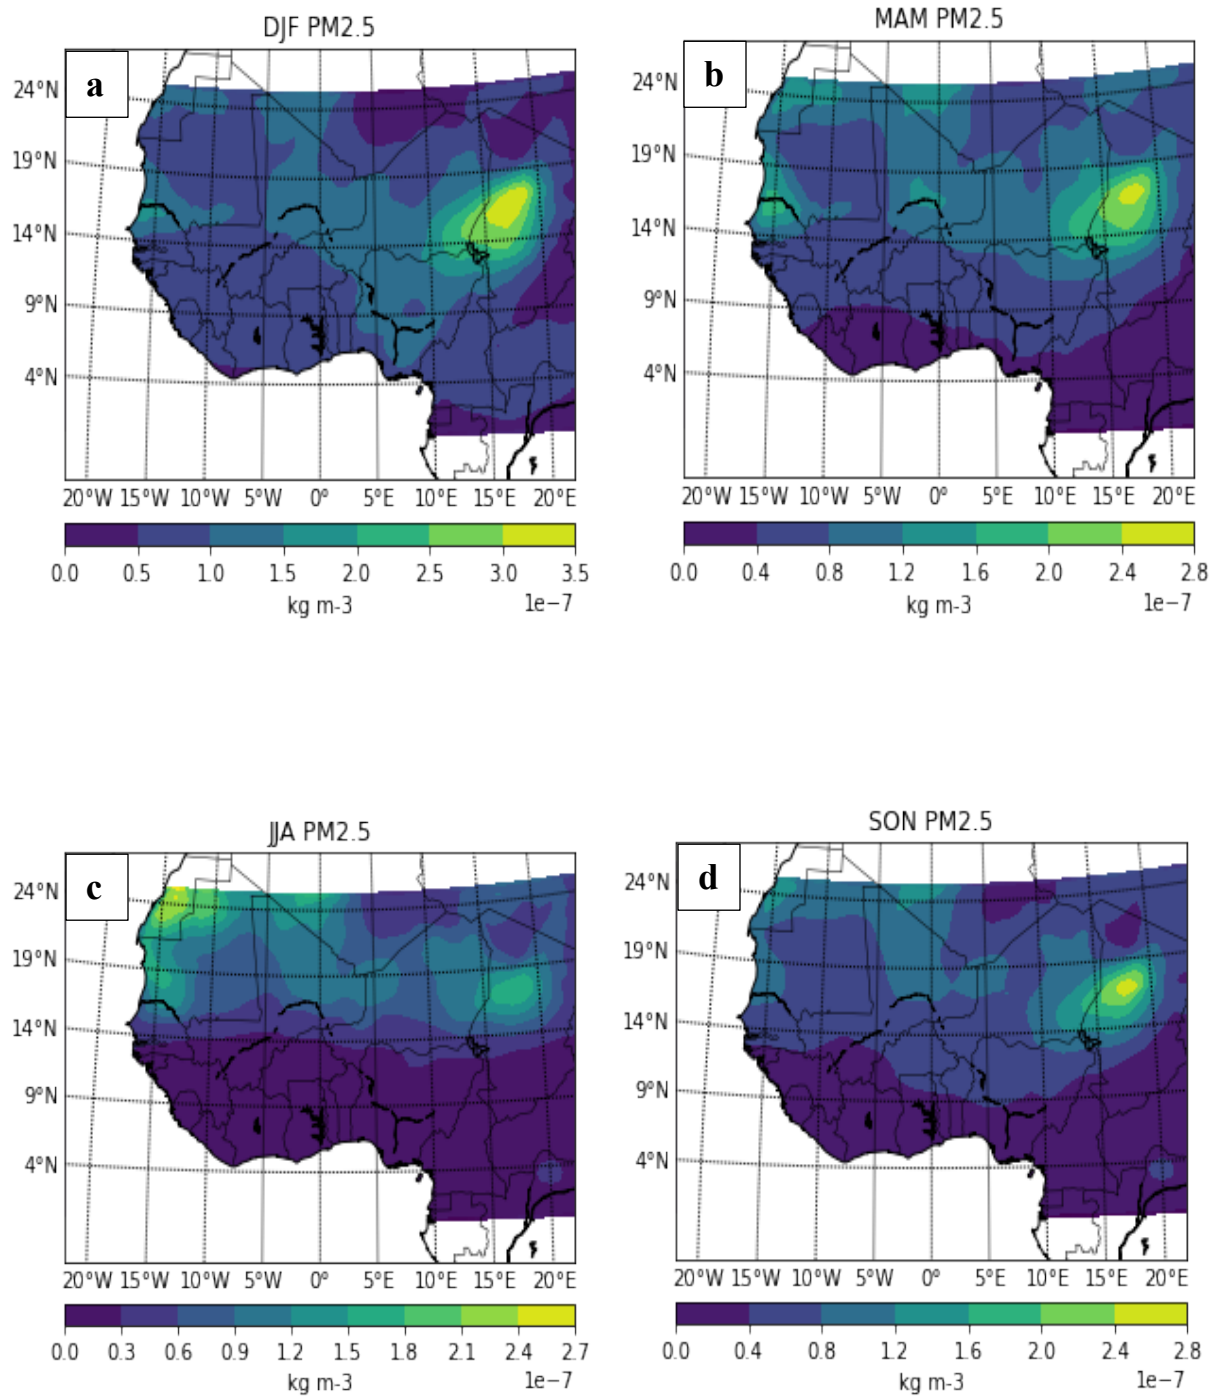 DJF PM2.5
a
24°N
19°N
14°N
9°N
4°N
20°W 15°W 10°W 5°W 0° 5°E 10°E 15°E 20°E
0.0 0.5 1.0 1.5 2.0 2.5 3.0 3.5
kg m-3 1e−7
MAM PM2.5
b
24°N
19°N
14°N
9°N
4°N
20°W 15°W 10°W 5°W 0° 5°E 10°E 15°E 20°E
0.0 0.4 0.8 1.2 1.6 2.0 2.4 2.8
kg m-3 1e−7
JJA PM2.5
c
24°N
19°N
14°N
9°N
4°N
20°W 15°W 10°W 5°W 0° 5°E 10°E 15°E 20°E
0.0 0.3 0.6 0.9 1.2 1.5 1.8 2.1 2.4 2.7
kg m-3 1e−7
SON PM2.5
d
24°N
19°N
14°N
9°N
4°N
20°W 15°W 10°W 5°W 0° 5°E 10°E 15°E 20°E
0.0 0.4 0.8 1.2 1.6 2.0 2.4 2.8
kg m-3 1e−7